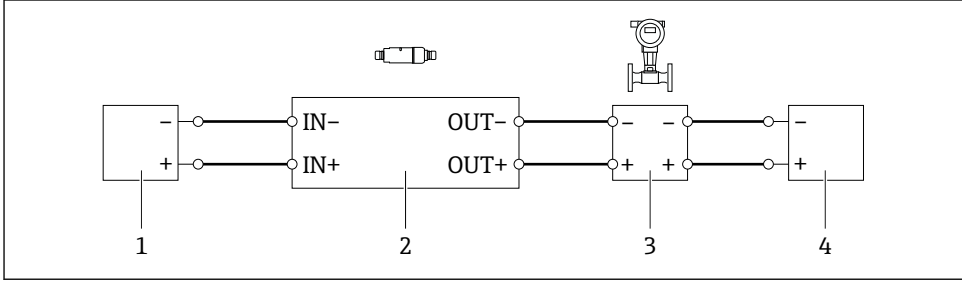 − IN− OUT− − − −
+ IN+ OUT+ + + +
1 2 3 4